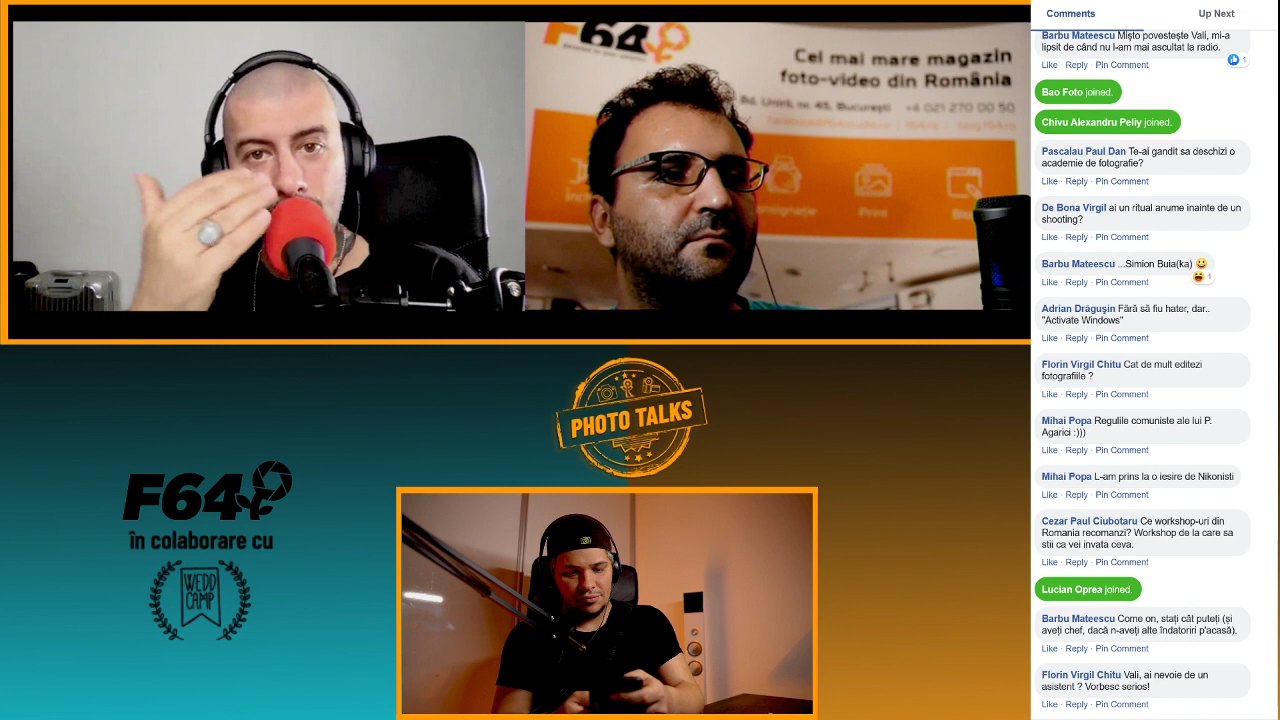 F64
Cel mai mare magazin
foto-video din România
Bd. Unirii, nr. 45, București +4 021 270 00 50
Print
PHOTO TALKS
F64
în colaborare cu
WEDD
CAMP
Comments Up Next
Barbu Mateescu Mișto povestește Vali, mi-a
lipsit de când nu l-am mai ascultat la radio.
Like · Reply · Pin Comment
1
Bao Foto joined.
Chivu Alexandru Peliy joined.
Pascalau Paul Dan Te-ai gandit sa deschizi o
academie de fotografie?
Like · Reply · Pin Comment
De Bona Virgil ai un ritual anume inainte de un
shooting?
Like · Reply · Pin Comment
Barbu Mateescu ...Simion Buia(ka) 😀
Like · Reply · Pin Comment
1
Adrian Drăgușin Fără să fiu hater, dar..
"Activate Windows"
Like · Reply · Pin Comment
Florin Virgil Chitu Cat de mult editezi
fotografiile ?
Like · Reply · Pin Comment
Mihai Popa Regulile comuniste ale lui P.
Agarici :)))
Like · Reply · Pin Comment
Mihai Popa L-am prins la o iesire de Nikonisti
Like · Reply · Pin Comment
Cezar Paul Ciubotaru Ce workshop-uri din
Romania recomanzi? Workshop de la care sa
stii ca vei invata ceva.
Like · Reply · Pin Comment
Lucian Oprea joined.
Barbu Mateescu Come on, stați cât puteți (și
aveți chef, dacă n-aveți alte îndatoriri p'acasă).
Like · Reply · Pin Comment
Florin Virgil Chitu Vali, ai nevoie de un
asistent ? Vorbesc serios!
Like · Reply · Pin Comment